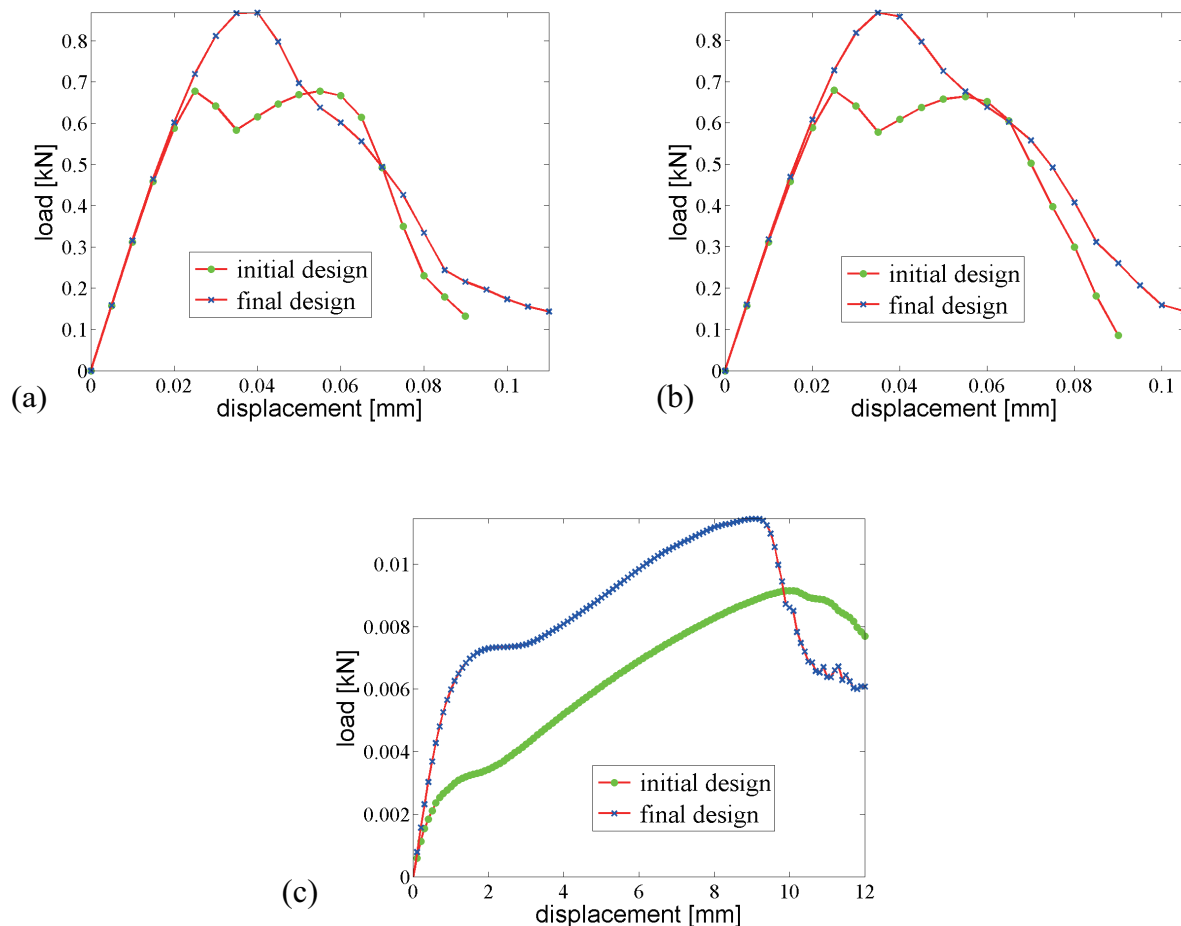 0.8
0.7
0.6
0.5
0.4
0.3
0.2
0.1
0
load [kN]
initial design
final design
0 0.02 0.04 0.06 0.08 0.1
displacement [mm]
(a)
0.8
0.7
0.6
0.5
0.4
0.3
0.2
0.1
0
load [kN]
initial design
final design
0 0.02 0.04 0.06 0.08 0.1
displacement [mm]
(b)
0.01
0.008
0.006
0.004
0.002
0
load [kN]
initial design
final design
0 2 4 6 8 10 12
displacement [mm]
(c)